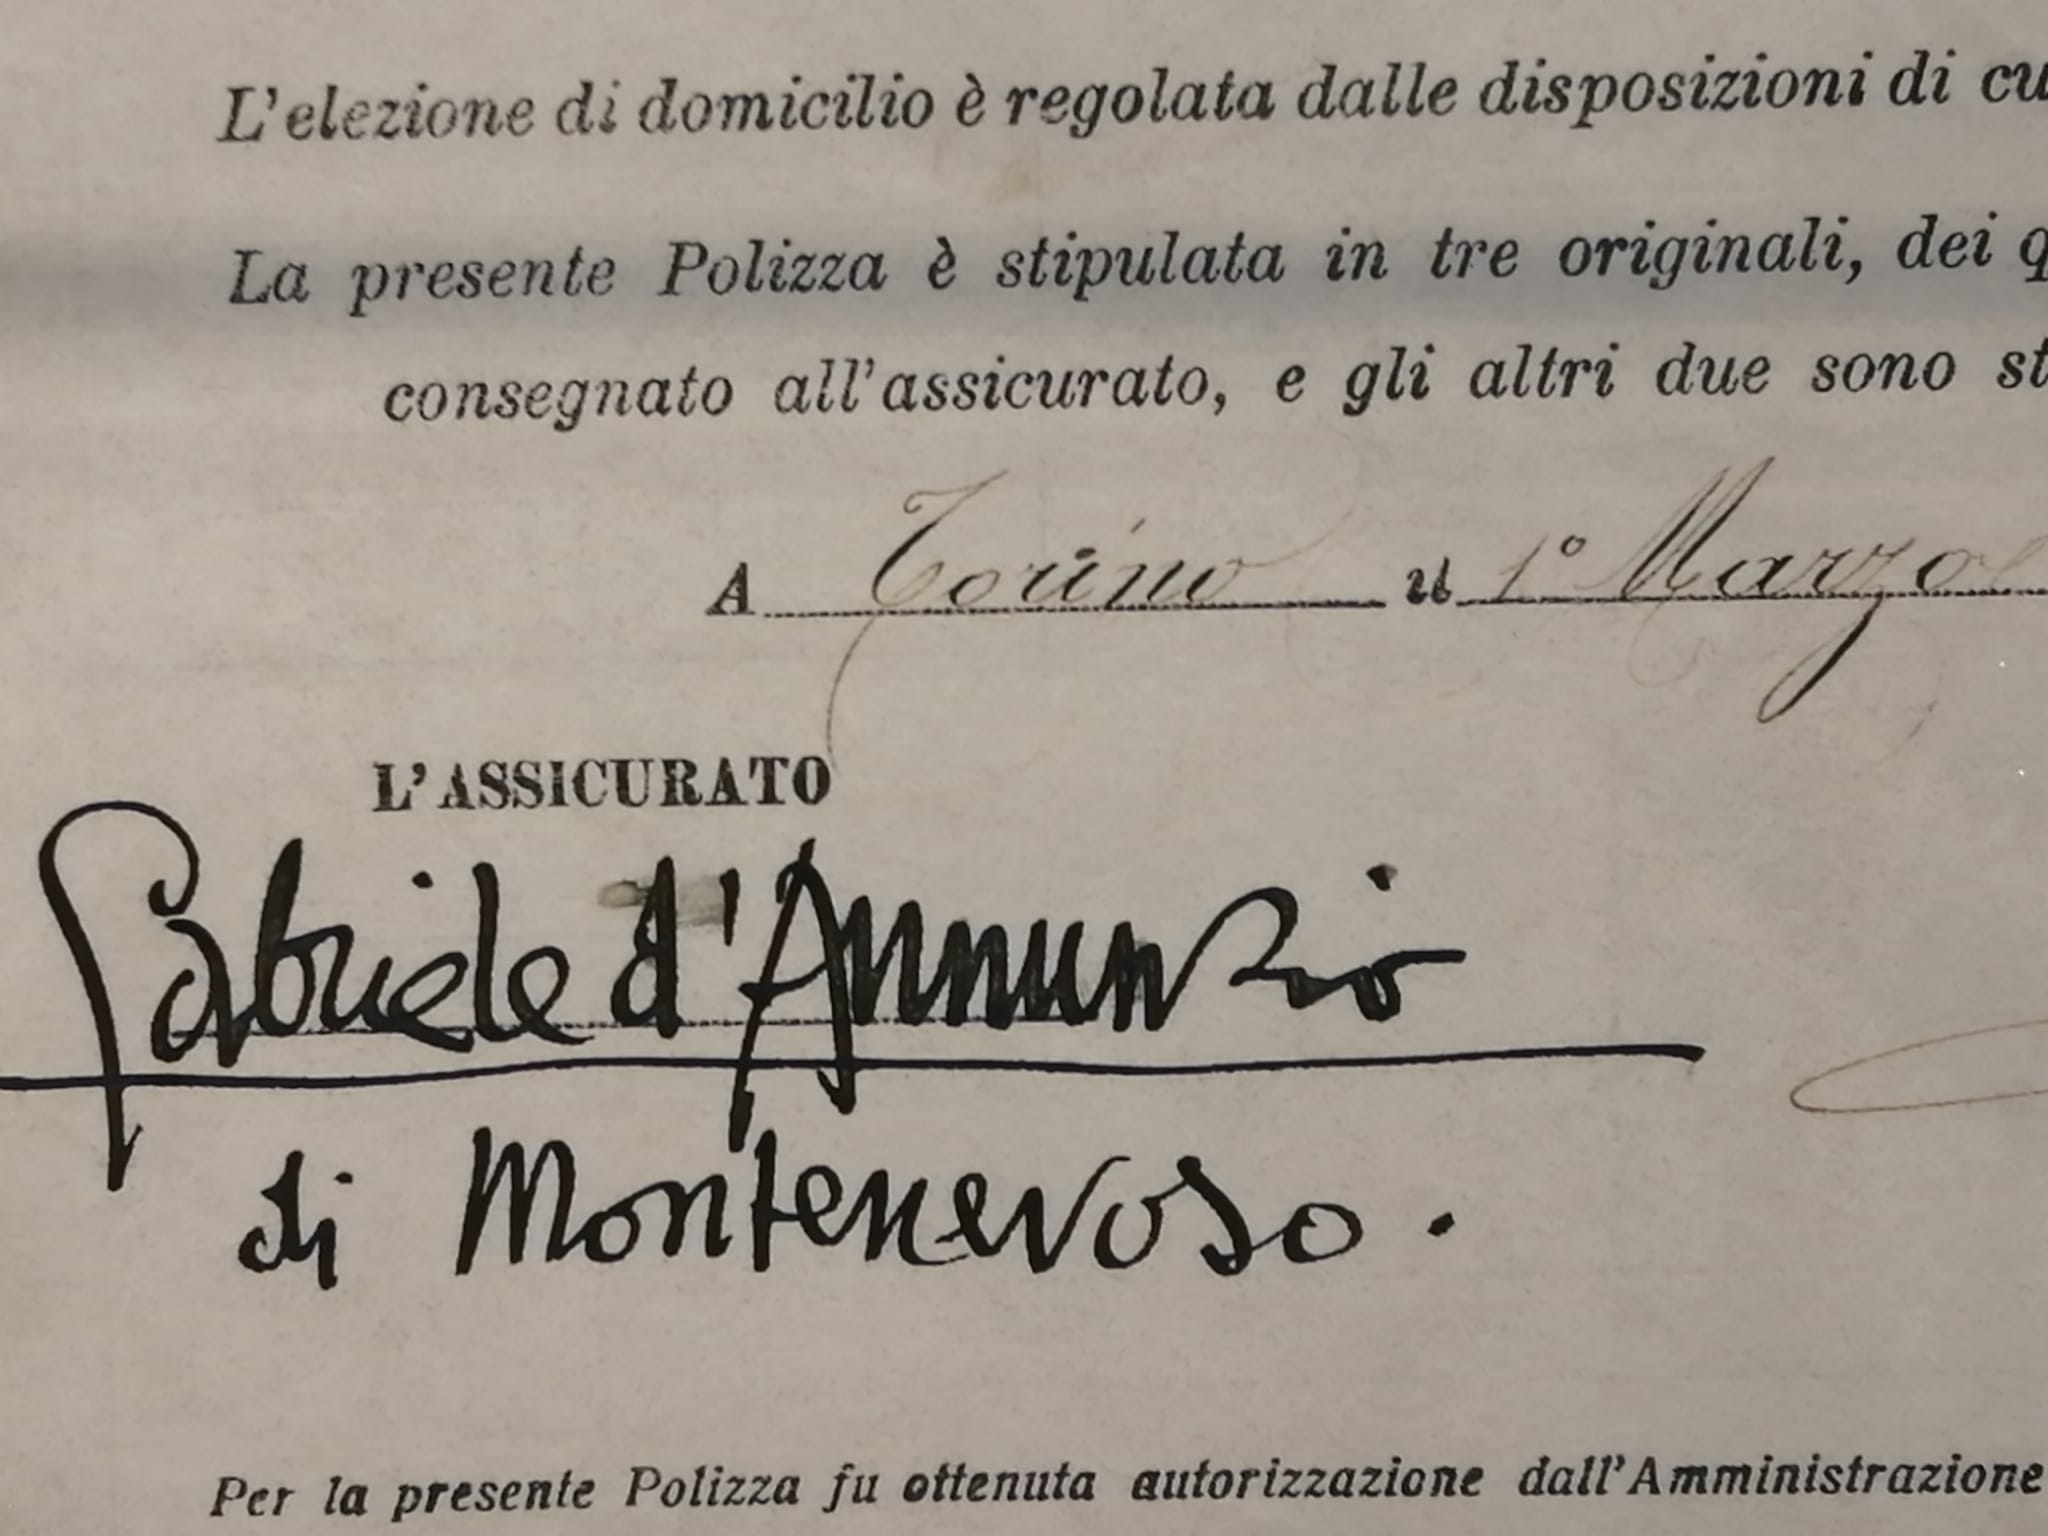 L'elezione di domicilio è regolata dalle disposizioni di cu
La presente Polizza è stipulata in tre originali, dei q
consegnato all'assicurato, e gli altri due sono st
A Torino il 1° Marzo
L'ASSICURATO
Gabriele d'Annunzio
di Montenevoso.
Per la presente Polizza fu ottenuta autorizzazione dall'Amministrazione